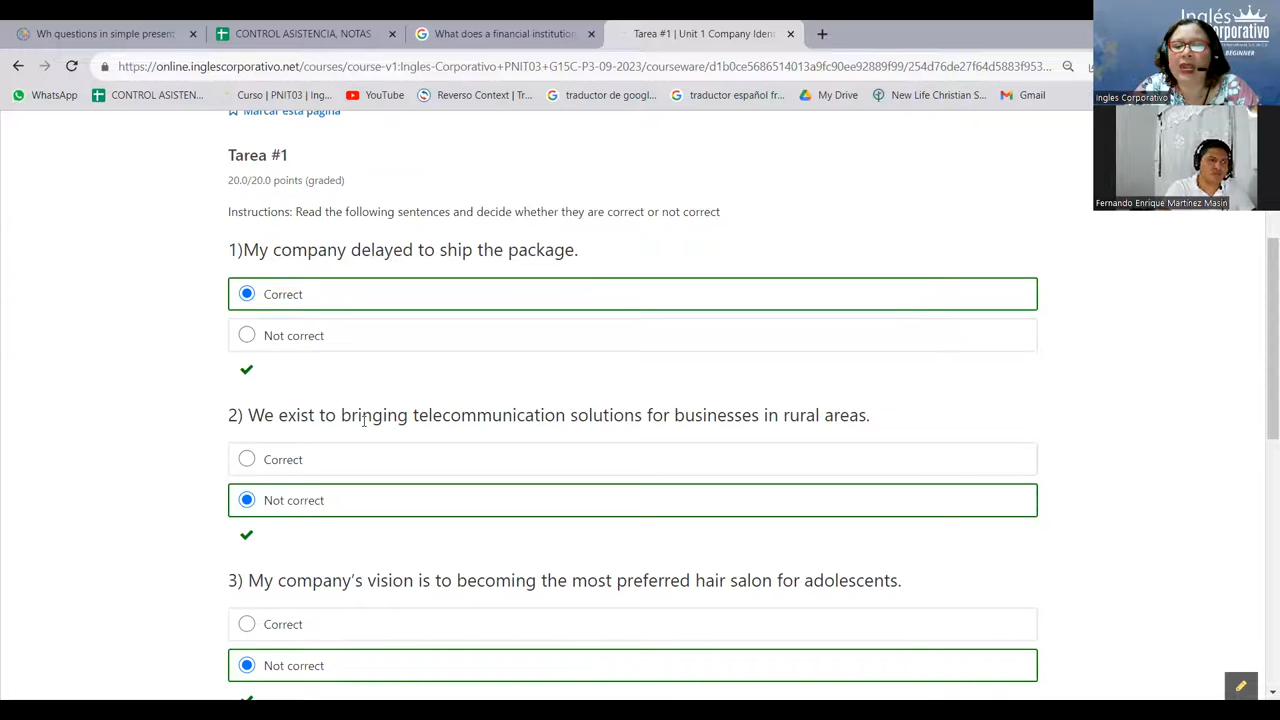 Wh questions in simple present
CONTROL ASISTENCIA, NOTAS
What does a financial institution
Tarea #1 | Unit 1 Company Iden
https://online.inglescorporativo.net/courses/course-v1:Ingles-Corporativo+PNIT03+G15C-P3-09-2023/courseware/d1b0ce5686514013a9fc90ee92889f99/254d76de27f64d5883f953...
WhatsApp
CONTROL ASISTEN...
Curso | PNIT03 | Ing...
YouTube
Reverso Context | Tr...
traductor de googl...
traductor español fr...
My Drive
New Life Christian S...
Gmail
Inglés
Corporativo
BEGINNER
Ingles Corporativo
Fernando Enrique Martínez Masin
Marcar esta página
Tarea #1
20.0/20.0 points (graded)
Instructions: Read the following sentences and decide whether they are correct or not correct
1)My company delayed to ship the package.
Correct
Not correct
2) We exist to bringing telecommunication solutions for businesses in rural areas.
Correct
Not correct
3) My company's vision is to becoming the most preferred hair salon for adolescents.
Correct
Not correct